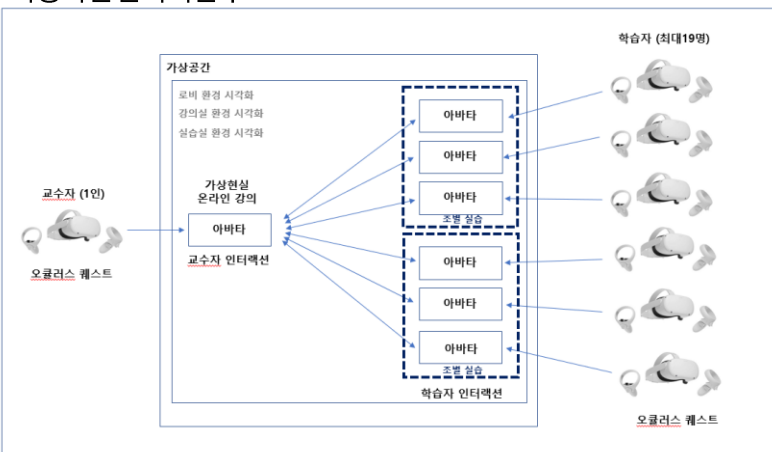 학습자 (최대19명)
가상공간
로비 환경 시각화
강의실 환경 시각화
실습실 환경 시각화
아바타
아바타
아바타
조별 실습
교수자 (1인)
가상현실
온라인 강의
아바타
교수자 인터랙션
오큘러스 퀘스트
아바타
아바타
아바타
조별 실습
학습자 인터랙션
오큘러스 퀘스트